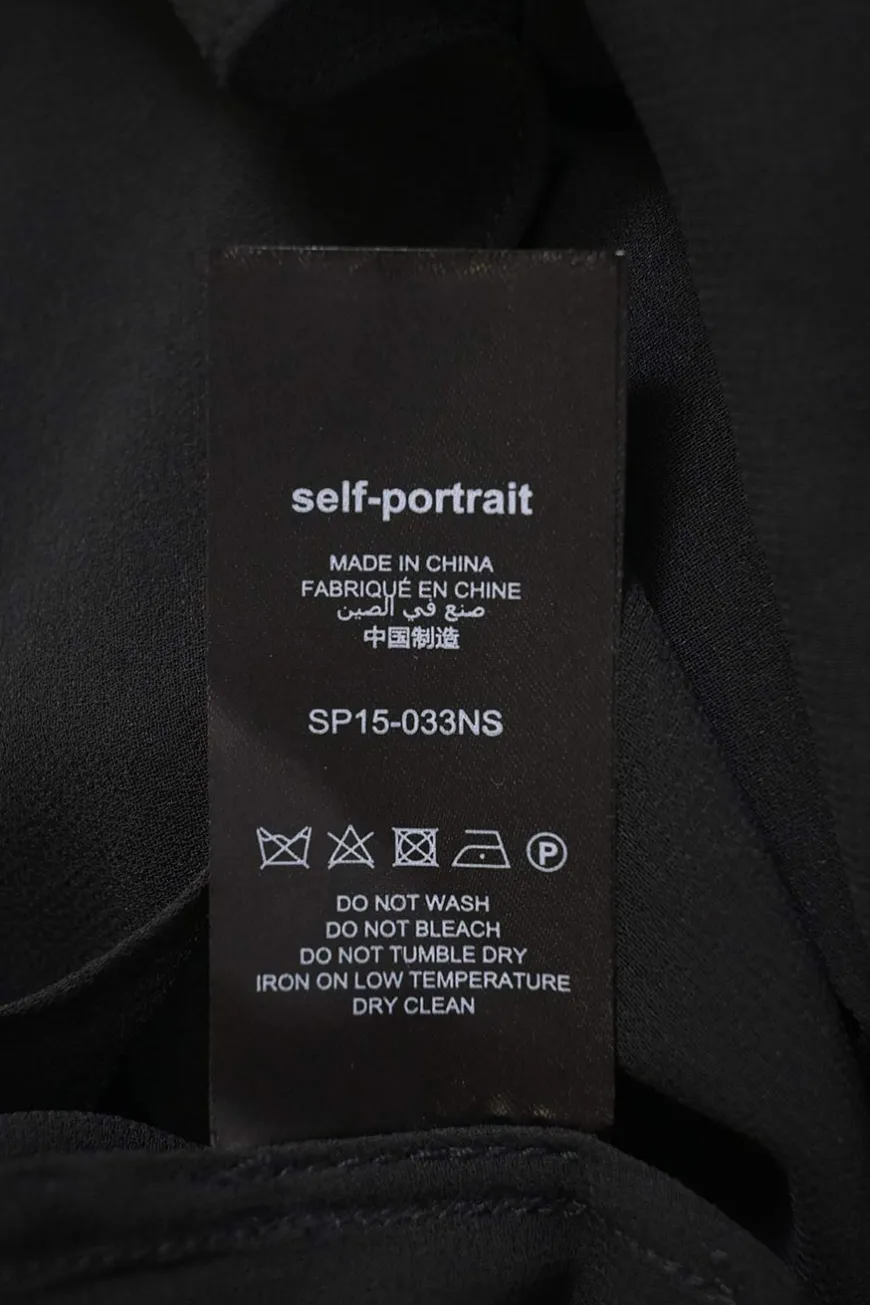 self-portrait
MADE IN CHINA
FABRIQUÉ EN CHINE
صنع في الصين
中国制造
SP15-033NS
P
DO NOT WASH
DO NOT BLEACH
DO NOT TUMBLE DRY
IRON ON LOW TEMPERATURE
DRY CLEAN